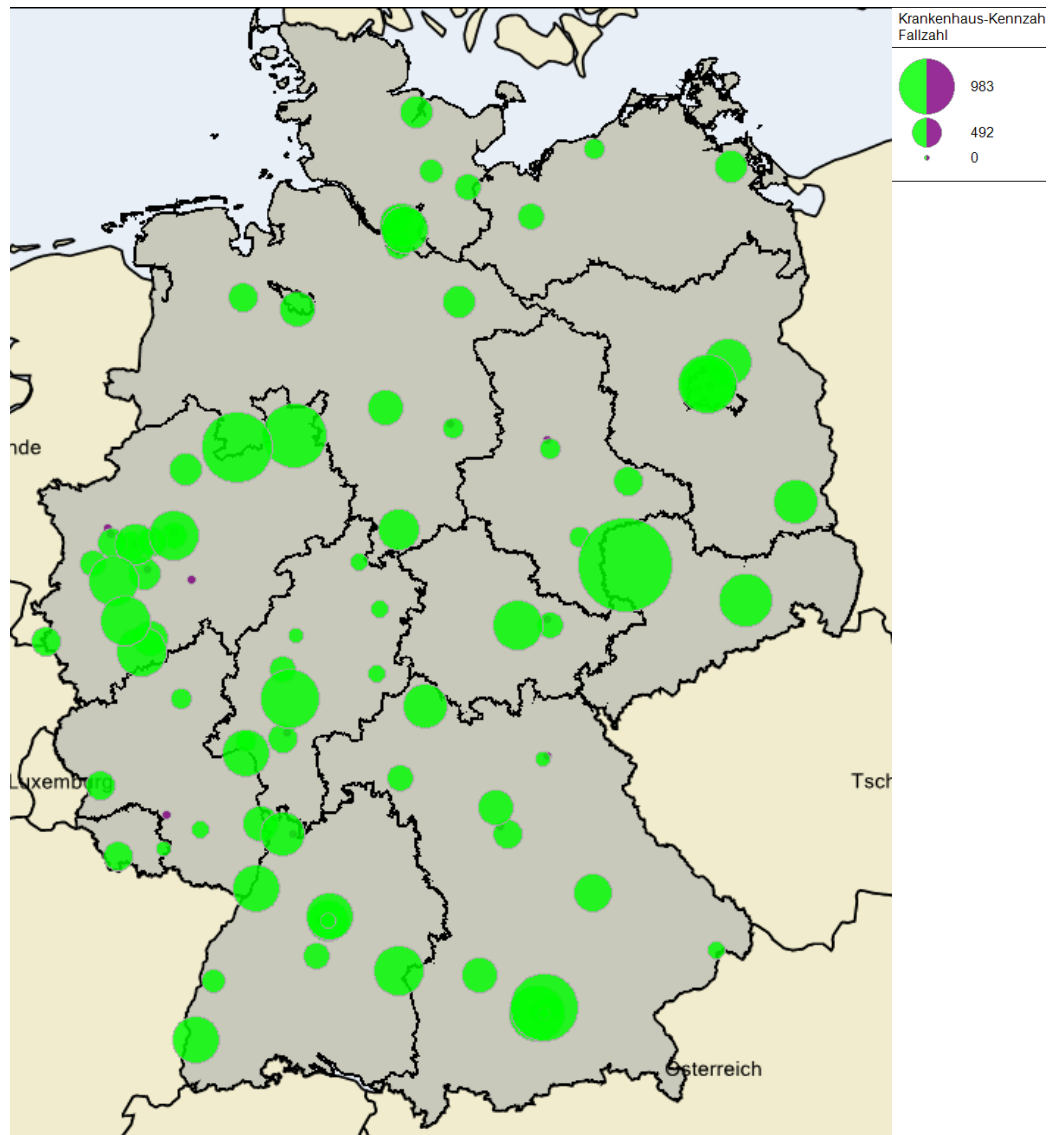 Krankenhaus-Kennzah
Fallzahl
983
492
0
nde
Luxemburg
Tsch
Österreich